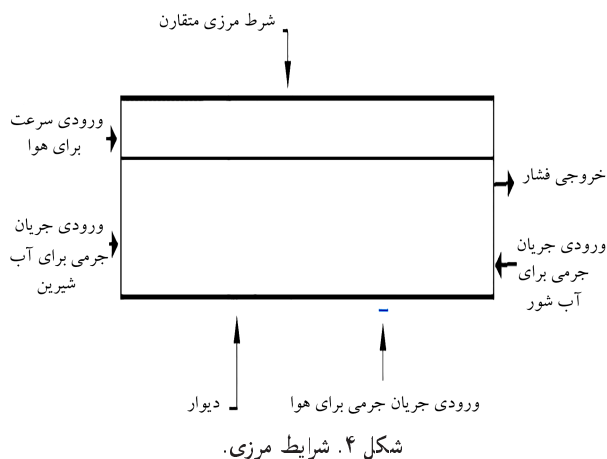 شرط مرزی متقارن
ورودی سرعت
برای هوا
خروجی فشار
ورودی جریان
جرمی برای آب
شیرین
ورودی جریان
جرمی برای
آب شور
دیوار
ورودی جریان جرمی برای هوا
شکل ۴. شرایط مرزی.